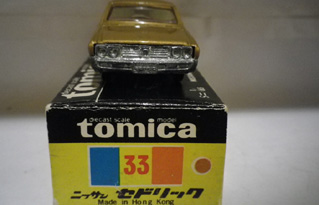 diecast scale model
tomica
33
ニッサン セドリック
Made in Hong Kong